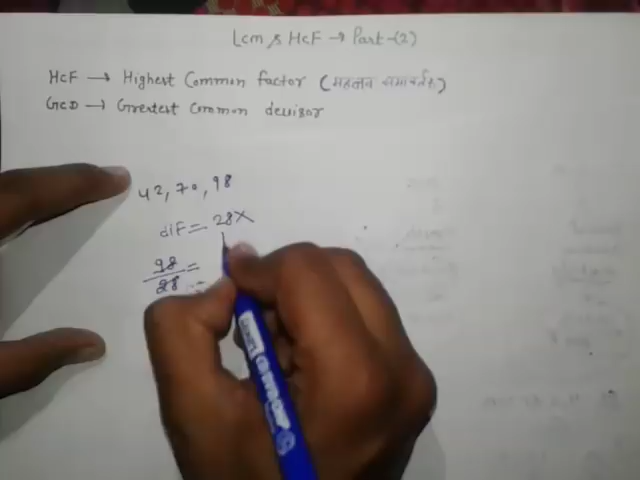 Lcm & HCF → Part-(2)
HCF → Highest Common factor (महत्तम समापवर्तक)
GCD → Greatest Common devisor
42, 70, 98
diF = 28X
98 =
28 =